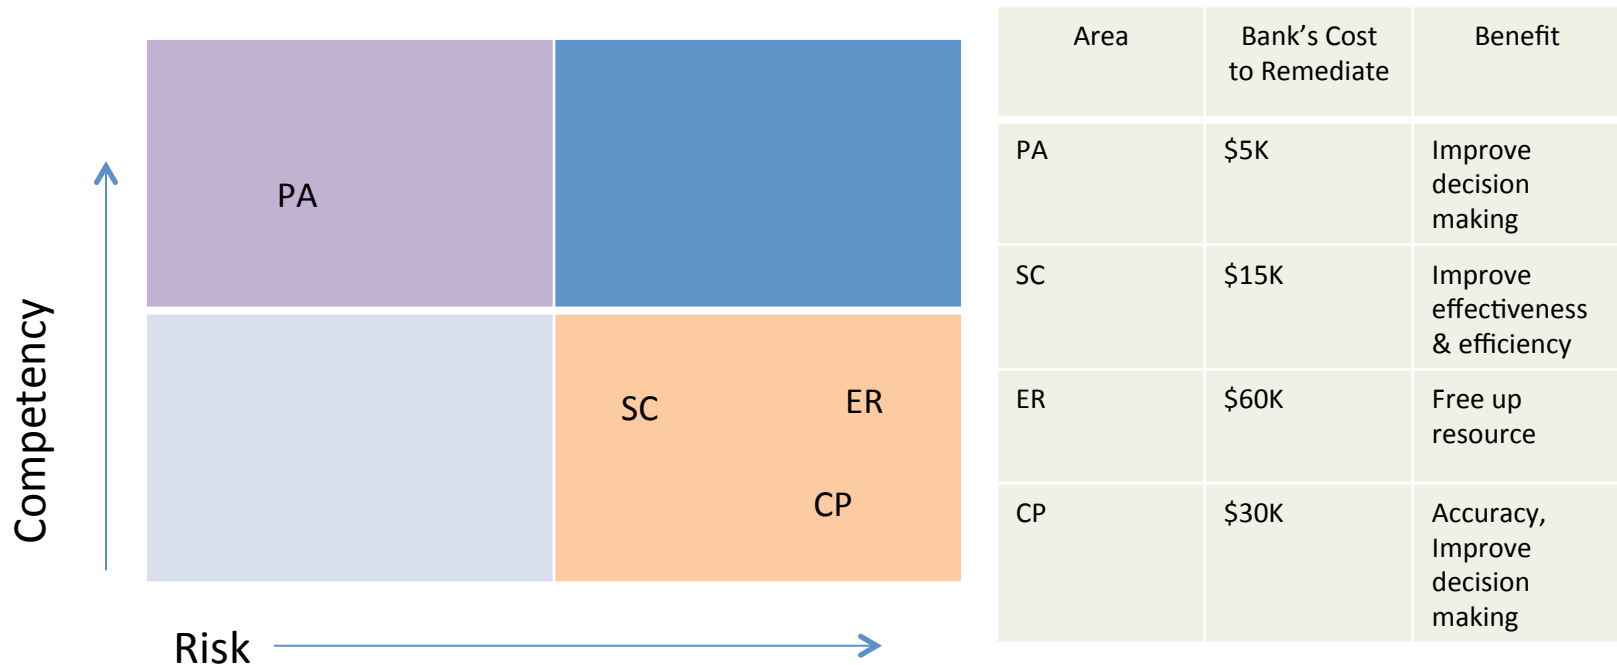 PA
SC
ER
CP
Competency
Risk
Area
Bank’s Cost
to Remediate
Benefit
PA
$5K
Improve
decision
making
SC
$15K
Improve
effectiveness
& efficiency
ER
$60K
Free up
resource
CP
$30K
Accuracy,
Improve
decision
making